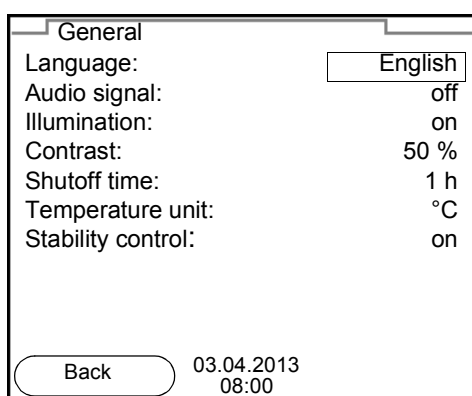 General
Language: English
Audio signal: off
Illumination: on
Contrast: 50 %
Shutoff time: 1 h
Temperature unit: °C
Stability control: on
Back 03.04.2013
08:00